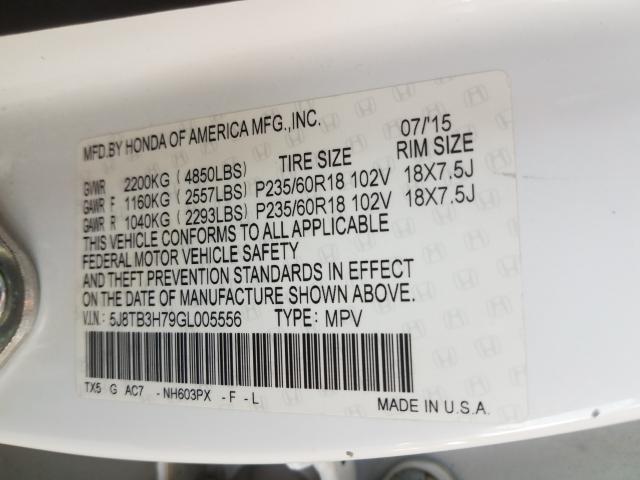 MFD.BY HONDA OF AMERICA MFG.,INC. 07/'15
TIRE SIZE RIM SIZE
GVWR 2200KG (4850LBS)
GAWR F 1160KG (2557LBS) P235/60R18 102V 18X7.5J
GAWR R 1040KG (2293LBS) P235/60R18 102V 18X7.5J
THIS VEHICLE CONFORMS TO ALL APPLICABLE
FEDERAL MOTOR VEHICLE SAFETY
AND THEFT PREVENTION STANDARDS IN EFFECT
ON THE DATE OF MANUFACTURE SHOWN ABOVE.
V.I.N.: 5J8TB3H79GL005556 TYPE: MPV
TX5 G AC7 - NH603PX - F - L
MADE IN U.S.A.